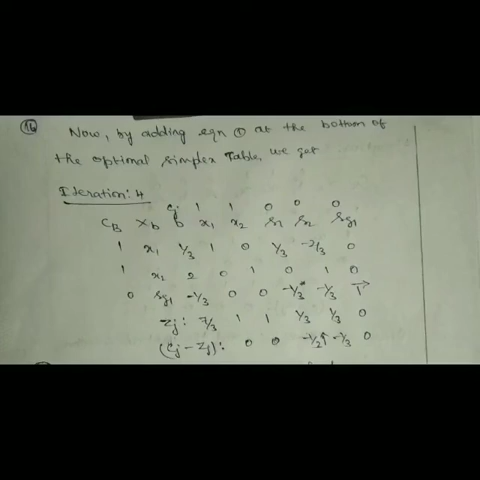 16
Now, by adding eqn ① at the bottom of
the optimal simplex Table, we get
Iteration: 4
Cj 1 1 0 0 0
CB Xb b x1 x2 s1 s2 sg1
1 x1 1/3 1 0 1/3 -2/3 0
1 x2 2 0 1 0 1 0
0 sg1 -1/3 0 0 -1/3* -1/3 1→
Zj: 7/3 1 1 1/3 1/3 0
(Cj - Zj): 0 0 -1/3↑ -1/3 0